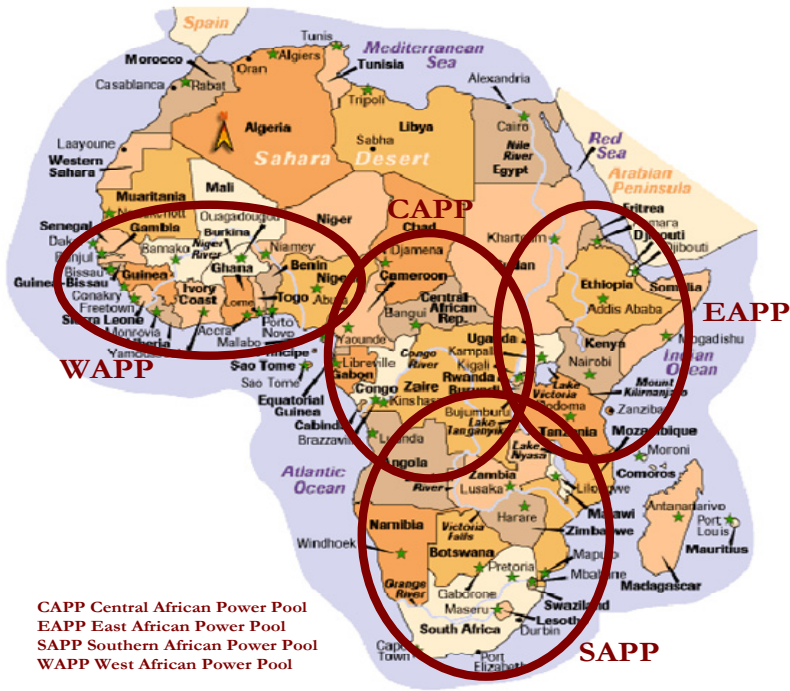 Spain
Tunis
Mediterranean
Sea
Algiers
Oran
Morocco
Casablanca
Rabat
Tunisia
Tripoli
Alexandria
Cairo
Algeria
Libya
Sabha
Nile
River
Egypt
Red
Sea
Laayoune
Western
Sahara
Sahara Desert
Arabian
Peninsula
Muaritania
Mali
Niger
CAPP
Chad
Eritrea
Djibouti
Djibouti
Ouagadougou
Senegal
Gambia
Burkina
Bamako
Niger
River
Niamey
Djamena
Ethiopia
Somalia
Bissau
Guinea-Bissau
Guinea
Ghana
Benin
Cameroon
Addis Ababa
EAPP
Conakry
Freetown
Ivory
Coast
Lome
Togo
Central
African
Rep.
Bangui
Sierra Leone
Monrovia
Accra
Porto
Novo
Malabo
Yaounde
Uganda
Kampala
Kenya
Nairobi
Mogadishu
Indian
Ocean
WAPP
Sao Tome
Sao Tome
Libreville
Gabon
Congo
River
Kigali
Rwanda
Lake
Victoria
Mount
Kilimanjaro
Equatorial
Guinea
Congo
Zaire
Kinshasa
Bujumburu
Tanzania
Cabinda
Brazzaville
Luanda
Lake
Lake
Nyasa
Mozambique
Moroni
Comoros
Atlantic
Ocean
Angola
River
Zambia
Lusaka
Malawi
Antananarivo
Port
Louis
Mauritius
Namibia
Windhoek
Victoria
Falls
Harare
Zimbabwe
Botswana
Pretoria
Gaborone
Maputo
Madagascar
Orange
River
Maseru
Swaziland
Lesotho
Durbin
South Africa
Cape
Town
Port
Elizabeth
SAPP
CAPP Central African Power Pool
EAPP East African Power Pool
SAPP Southern African Power Pool
WAPP West African Power Pool